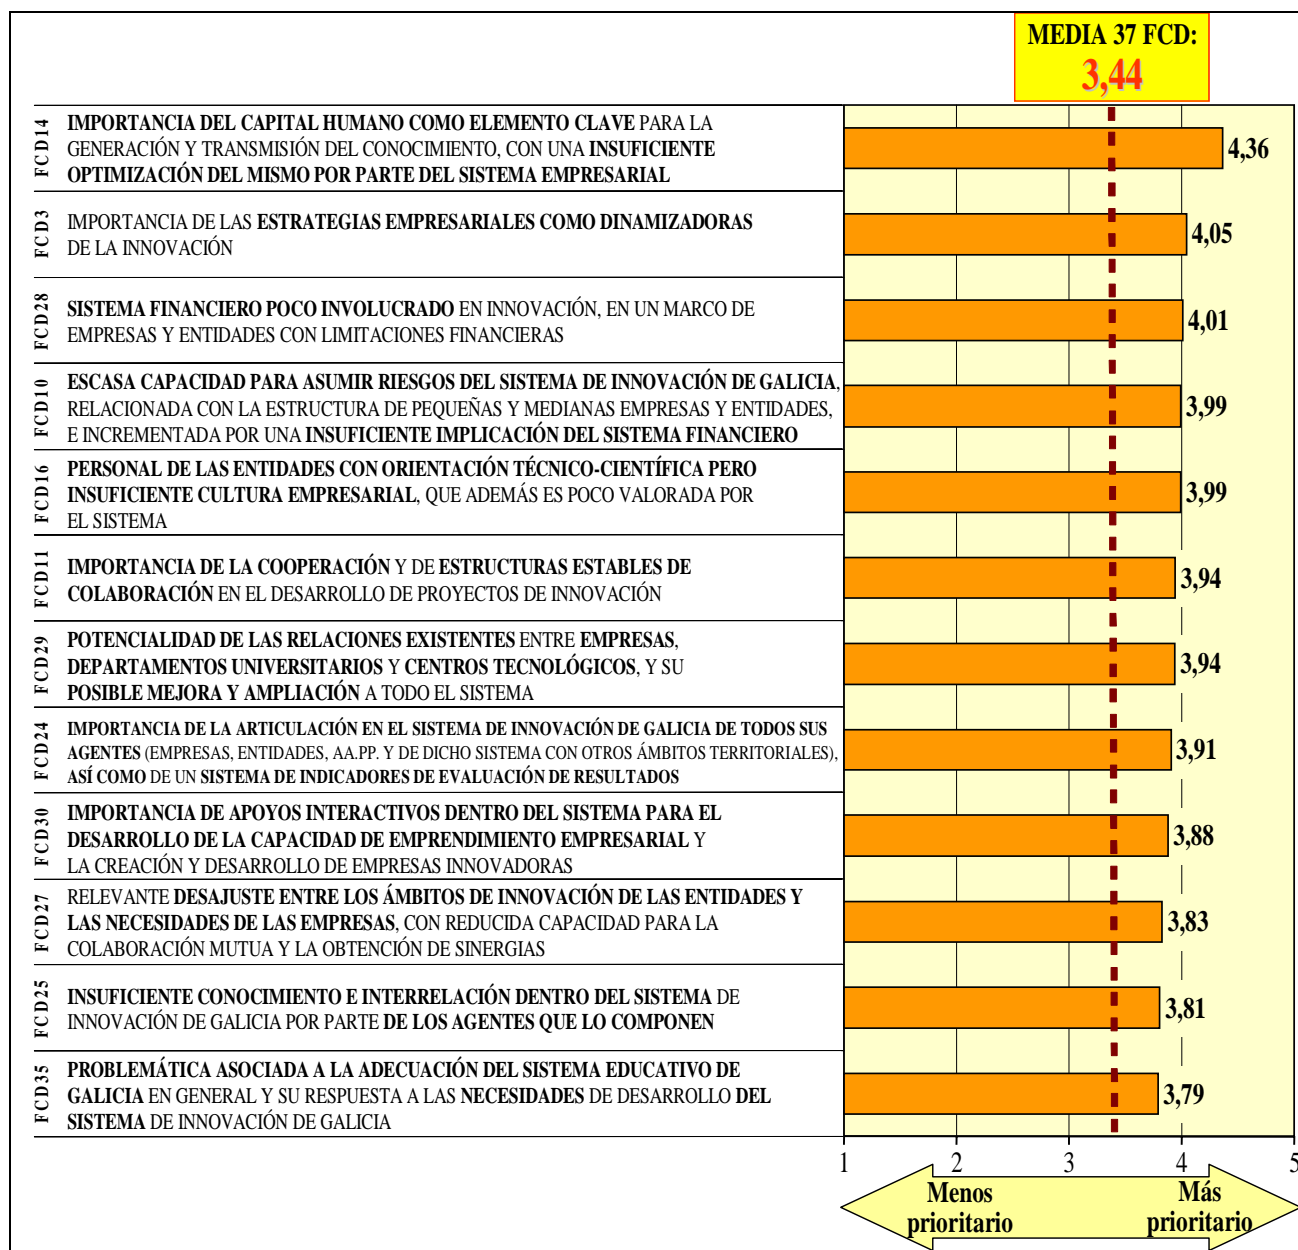 MEDIA 37 FCD:
3,44
FCD14
IMPORTANCIA DEL CAPITAL HUMANO COMO ELEMENTO CLAVE PARA LA
GENERACIÓN Y TRANSMISIÓN DEL CONOCIMIENTO, CON UNA INSUFICIENTE
OPTIMIZACIÓN DEL MISMO POR PARTE DEL SISTEMA EMPRESARIAL
4,36
FCD3
IMPORTANCIA DE LAS ESTRATEGIAS EMPRESARIALES COMO DINAMIZADORAS
DE LA INNOVACIÓN
4,05
FCD28
SISTEMA FINANCIERO POCO INVOLUCRADO EN INNOVACIÓN, EN UN MARCO DE
EMPRESAS Y ENTIDADES CON LIMITACIONES FINANCIERAS
4,01
FCD10
ESCASA CAPACIDAD PARA ASUMIR RIESGOS DEL SISTEMA DE INNOVACIÓN DE GALICIA,
RELACIONADA CON LA ESTRUCTURA DE PEQUEÑAS Y MEDIANAS EMPRESAS Y ENTIDADES,
E INCREMENTADA POR UNA INSUFICIENTE IMPLICACIÓN DEL SISTEMA FINANCIERO
3,99
FCD16
PERSONAL DE LAS ENTIDADES CON ORIENTACIÓN TÉCNICO-CIENTÍFICA PERO
INSUFICIENTE CULTURA EMPRESARIAL, QUE ADEMÁS ES POCO VALORADA POR
EL SISTEMA
3,99
FCD11
IMPORTANCIA DE LA COOPERACIÓN Y DE ESTRUCTURAS ESTABLES DE
COLABORACIÓN EN EL DESARROLLO DE PROYECTOS DE INNOVACIÓN
3,94
FCD29
POTENCIALIDAD DE LAS RELACIONES EXISTENTES ENTRE EMPRESAS,
DEPARTAMENTOS UNIVERSITARIOS Y CENTROS TECNOLÓGICOS, Y SU
POSIBLE MEJORA Y AMPLIACIÓN A TODO EL SISTEMA
3,94
FCD24
IMPORTANCIA DE LA ARTICULACIÓN EN EL SISTEMA DE INNOVACIÓN DE GALICIA DE TODOS SUS
AGENTES (EMPRESAS, ENTIDADES, AA.PP. Y DE DICHO SISTEMA CON OTROS ÁMBITOS TERRITORIALES),
ASÍ COMO DE UN SISTEMA DE INDICADORES DE EVALUACIÓN DE RESULTADOS
3,91
FCD30
IMPORTANCIA DE APOYOS INTERACTIVOS DENTRO DEL SISTEMA PARA EL
DESARROLLO DE LA CAPACIDAD DE EMPRENDIMIENTO EMPRESARIAL Y
LA CREACIÓN Y DESARROLLO DE EMPRESAS INNOVADORAS
3,88
FCD27
RELEVANTE DESAJUSTE ENTRE LOS ÁMBITOS DE INNOVACIÓN DE LAS ENTIDADES Y
LAS NECESIDADES DE LAS EMPRESAS, CON REDUCIDA CAPACIDAD PARA LA
COLABORACIÓN MUTUA Y LA OBTENCIÓN DE SINERGIAS
3,83
FCD25
INSUFICIENTE CONOCIMIENTO E INTERRELACIÓN DENTRO DEL SISTEMA DE
INNOVACIÓN DE GALICIA POR PARTE DE LOS AGENTES QUE LO COMPONEN
3,81
FCD35
PROBLEMÁTICA ASOCIADA A LA ADECUACIÓN DEL SISTEMA EDUCATIVO DE
GALICIA EN GENERAL Y SU RESPUESTA A LAS NECESIDADES DE DESARROLLO DEL
SISTEMA DE INNOVACIÓN DE GALICIA
3,79
1 2 3 4 5
Menos
prioritario
Más
prioritario